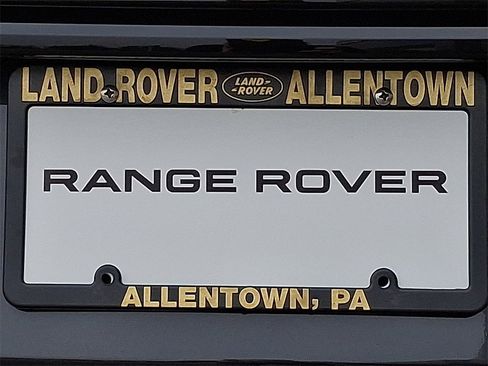 LAND ROVER LAND-
-ROVER ALLENTOWN
RANGE ROVER
ALLENTOWN, PA